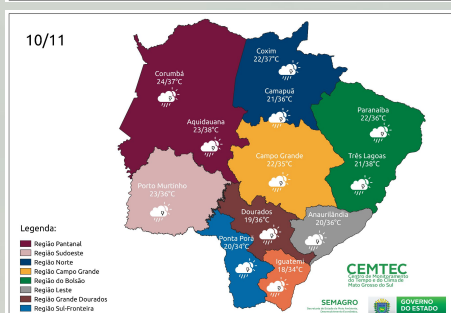 10/11
Coxim
22/37°C
Corumbá
24/37°C
Camapuã
21/36°C
Paranaíba
22/36°C
Aquidauana
23/38°C
Campo Grande
22/35°C
Três Lagoas
21/38°C
Porto Murtinho
23/36°C
Dourados
19/36°C
Anaurilândia
20/36°C
Ponta Porã
20/34°C
Iguatemi
18/34°C
Legenda:
Região Pantanal
Região Sudoeste
Região Norte
Região Campo Grande
Região do Bolsão
Região Leste
Região Grande Dourados
Região Sul-Fronteira
CEMTEC
Centro de Monitoramento
do Tempo e do Clima de
Mato Grosso do Sul
SEMAGRO
GOVERNO
DO ESTADO